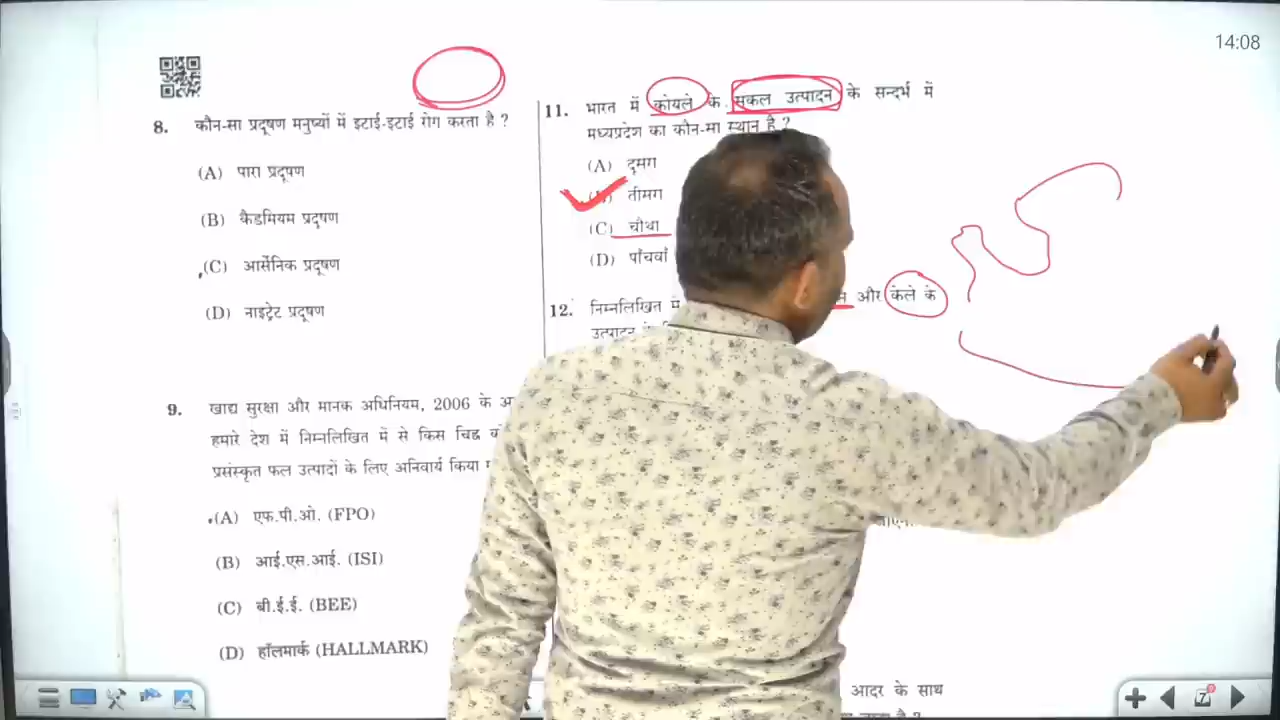 14:08
8. कौन-सा प्रदूषण मनुष्यों में इटाई-इटाई रोग करता है ?
(A) पारा प्रदूषण
(B) कैडमियम प्रदूषण
(C) आर्सेनिक प्रदूषण
(D) नाइट्रेट प्रदूषण
9. खाद्य सुरक्षा और मानक अधिनियम, 2006 के
हमारे देश में निम्नलिखित में से किस चिह्न
प्रसंस्कृत फल उत्पादों के लिए अनिवार्य किया
(A) एफ.पी.ओ. (FPO)
(B) आई.एस.आई. (ISI)
(C) बी.ई.ई. (BEE)
(D) हॉलमार्क (HALLMARK)
11. भारत में कोयले के सकल उत्पादन के सन्दर्भ में
मध्यप्रदेश का कौन-सा स्थान है ?
(A) दूसरा
तीसरा
(C) चौथा
(D) पाँचवाँ
12. निम्नलिखित में और केले के
आदर के साथ